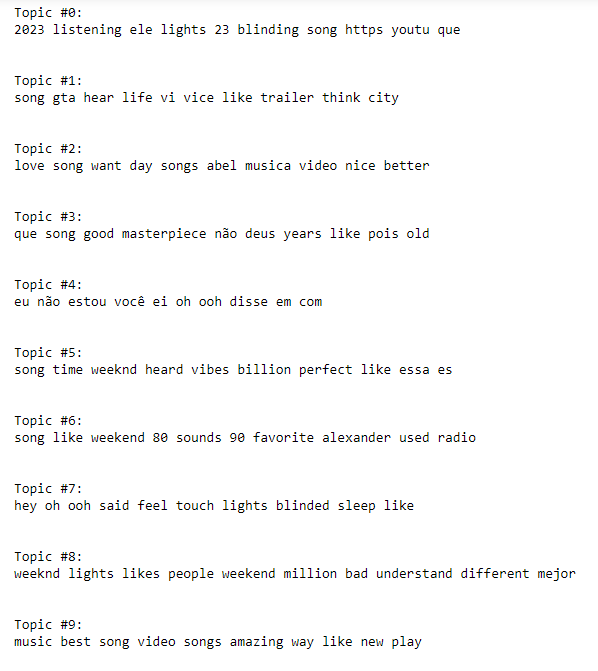 Topic #0:
2023 listening ele lights 23 blinding song https youtu que
Topic #1:
song gta hear life vi vice like trailer think city
Topic #2:
love song want day songs abel musica video nice better
Topic #3:
que song good masterpiece não deus years like pois old
Topic #4:
eu não estou você ei oh ooh disse em com
Topic #5:
song time weeknd heard vibes billion perfect like essa es
Topic #6:
song like weekend 80 sounds 90 favorite alexander used radio
Topic #7:
hey oh ooh said feel touch lights blinded sleep like
Topic #8:
weeknd lights likes people weekend million bad understand different mejor
Topic #9:
music best song video songs amazing way like new play